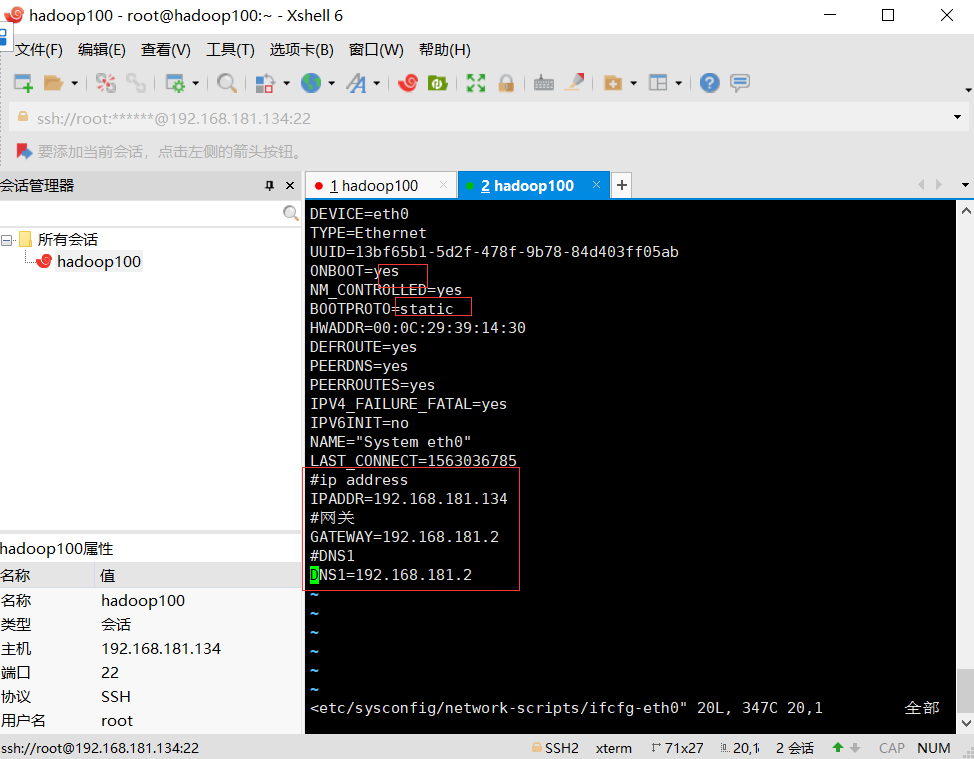 hadoop100 - root@hadoop100:~ - Xshell 6
文件(F) 编辑(E) 查看(V) 工具(T) 选项卡(B) 窗口(W) 帮助(H)
ssh://root:******@192.168.181.134:22
要添加当前会话，点击左侧的箭头按钮。
会话管理器
1 hadoop100
2 hadoop100
所有会话
hadoop100
DEVICE=eth0
TYPE=Ethernet
UUID=13bf65b1-5d2f-478f-9b78-84d403ff05ab
ONBOOT=yes
NM_CONTROLLED=yes
BOOTPROTO=static
HWADDR=00:0C:29:39:14:30
DEFROUTE=yes
PEERDNS=yes
PEERROUTES=yes
IPV4_FAILURE_FATAL=yes
IPV6INIT=no
NAME="System eth0"
LAST_CONNECT=1563036785
#ip address
IPADDR=192.168.181.134
#网关
GATEWAY=192.168.181.2
#DNS1
DNS1=192.168.181.2
~
~
~
~
~
~
<etc/sysconfig/network-scripts/ifcfg-eth0" 20L, 347C 20,1 全部
hadoop100属性
名称 值
名称 hadoop100
类型 会话
主机 192.168.181.134
端口 22
协议 SSH
用户名 root
ssh://root@192.168.181.134:22 SSH2 xterm 71x27 20,1 2 会话 CAP NUM